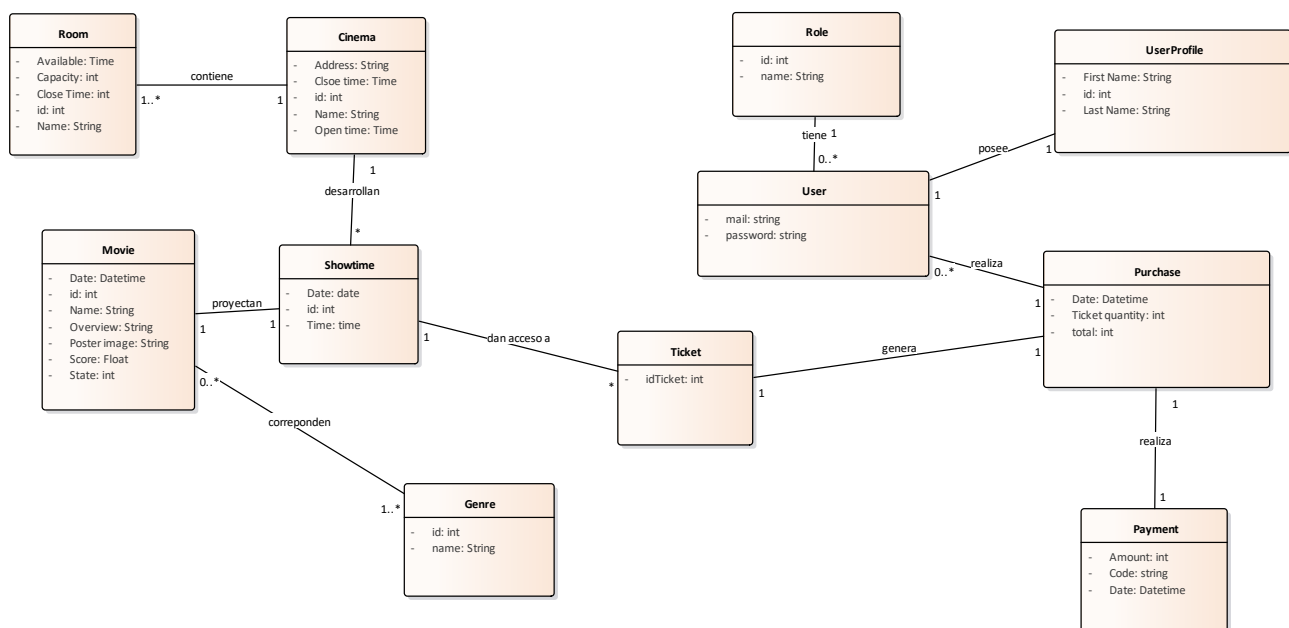 Room
- Available: Time
- Capacity: int
- Close Time: int
- id: int
- Name: String
contiene
1..*
1
Cinema
- Address: String
- Clsoe time: Time
- id: int
- Name: String
- Open time: Time
1
desarrollan
*
Role
- id: int
- name: String
tiene 1
0..*
UserProfile
- First Name: String
- id: int
- Last Name: String
posee
1
1
User
- mail: string
- password: string
realiza
0..*
1
Movie
- Date: Datetime
- id: int
- Name: String
- Overview: String
- Poster image: String
- Score: Float
- State: int
proyectan
1
1
Showtime
- Date: date
- id: int
- Time: time
1
dan acceso a
*
Ticket
- idTicket: int
genera
1
1
Purchase
- Date: Datetime
- Ticket quantity: int
- total: int
1
realiza
1
0..*
correponden
1..*
Genre
- id: int
- name: String
Payment
- Amount: int
- Code: string
- Date: Datetime